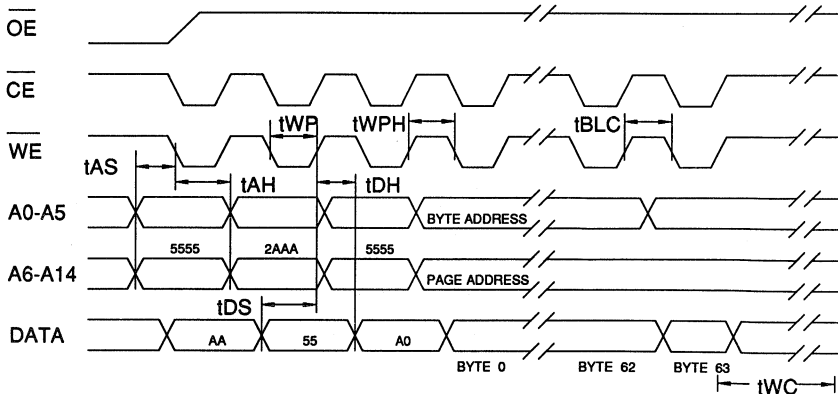 OE
CE
tWP tWPH tBLC
WE
tAS
tAH tDH
A0-A5 BYTE ADDRESS
5555 2AAA 5555
A6-A14 PAGE ADDRESS
tDS
DATA AA 55 A0
BYTE 0 BYTE 62 BYTE 63
tWC